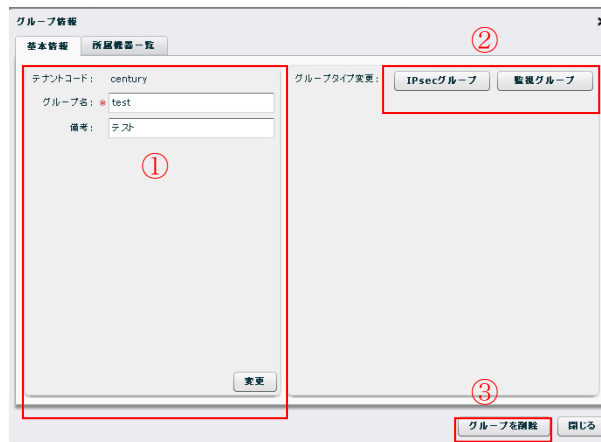 グループ情報
基本情報 所属機器一覧
②
テナントコード: century
グループ名: * test
備考: テスト
①
変更
グループタイプ変更: IPsecグループ 監視グループ
③
グループを削除 閉じる